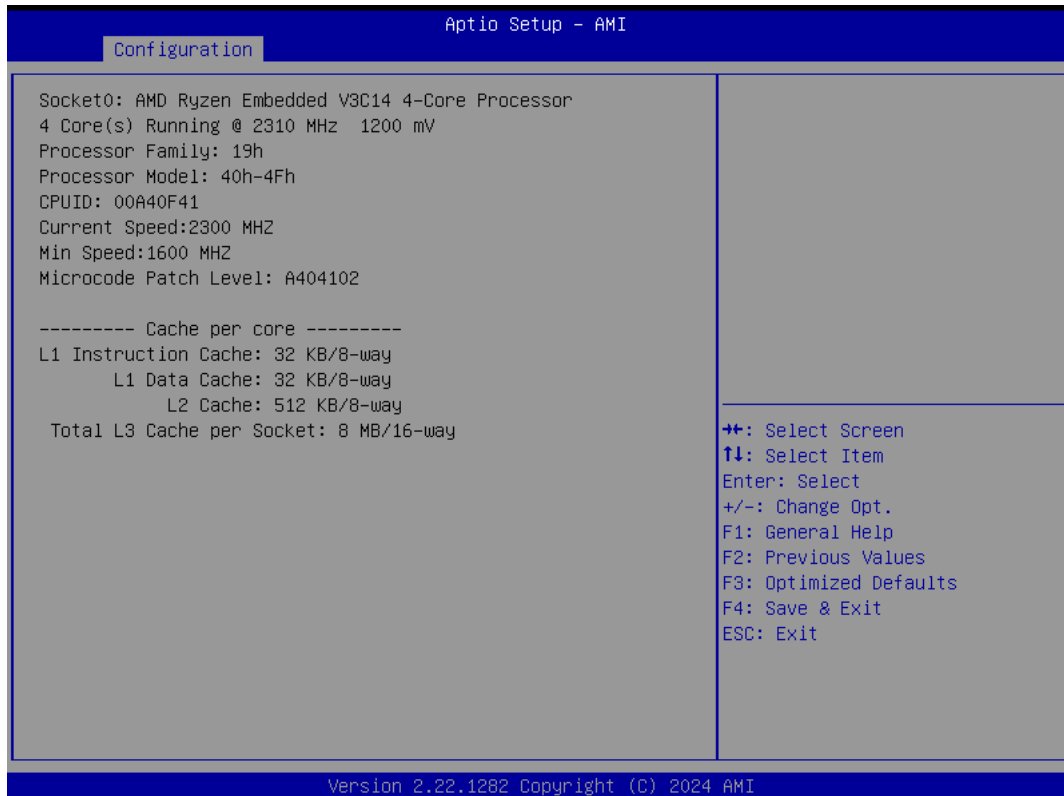 Aptio Setup – AMI
Configuration
Socket0: AMD Ryzen Embedded V3C14 4-Core Processor
4 Core(s) Running @ 2310 MHz  1200 mV
Processor Family: 19h
Processor Model: 40h-4Fh
CPUID: 00A40F41
Current Speed:2300 MHZ
Min Speed:1600 MHZ
Microcode Patch Level: A404102
--------- Cache per core ---------
L1 Instruction Cache: 32 KB/8-way
L1 Data Cache: 32 KB/8-way
L2 Cache: 512 KB/8-way
Total L3 Cache per Socket: 8 MB/16-way
→←: Select Screen
↑↓: Select Item
Enter: Select
+/-: Change Opt.
F1: General Help
F2: Previous Values
F3: Optimized Defaults
F4: Save & Exit
ESC: Exit
Version 2.22.1282 Copyright (C) 2024 AMI